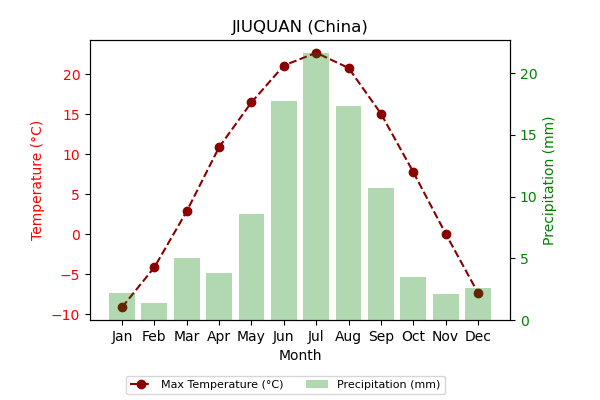 JIUQUAN (China)
Temperature (°C)
20
15
10
5
0
−5
−10
20
15
10
5
0
Precipitation (mm)
Jan Feb Mar Apr May Jun Jul Aug Sep Oct Nov Dec
Month
Max Temperature (°C) Precipitation (mm)